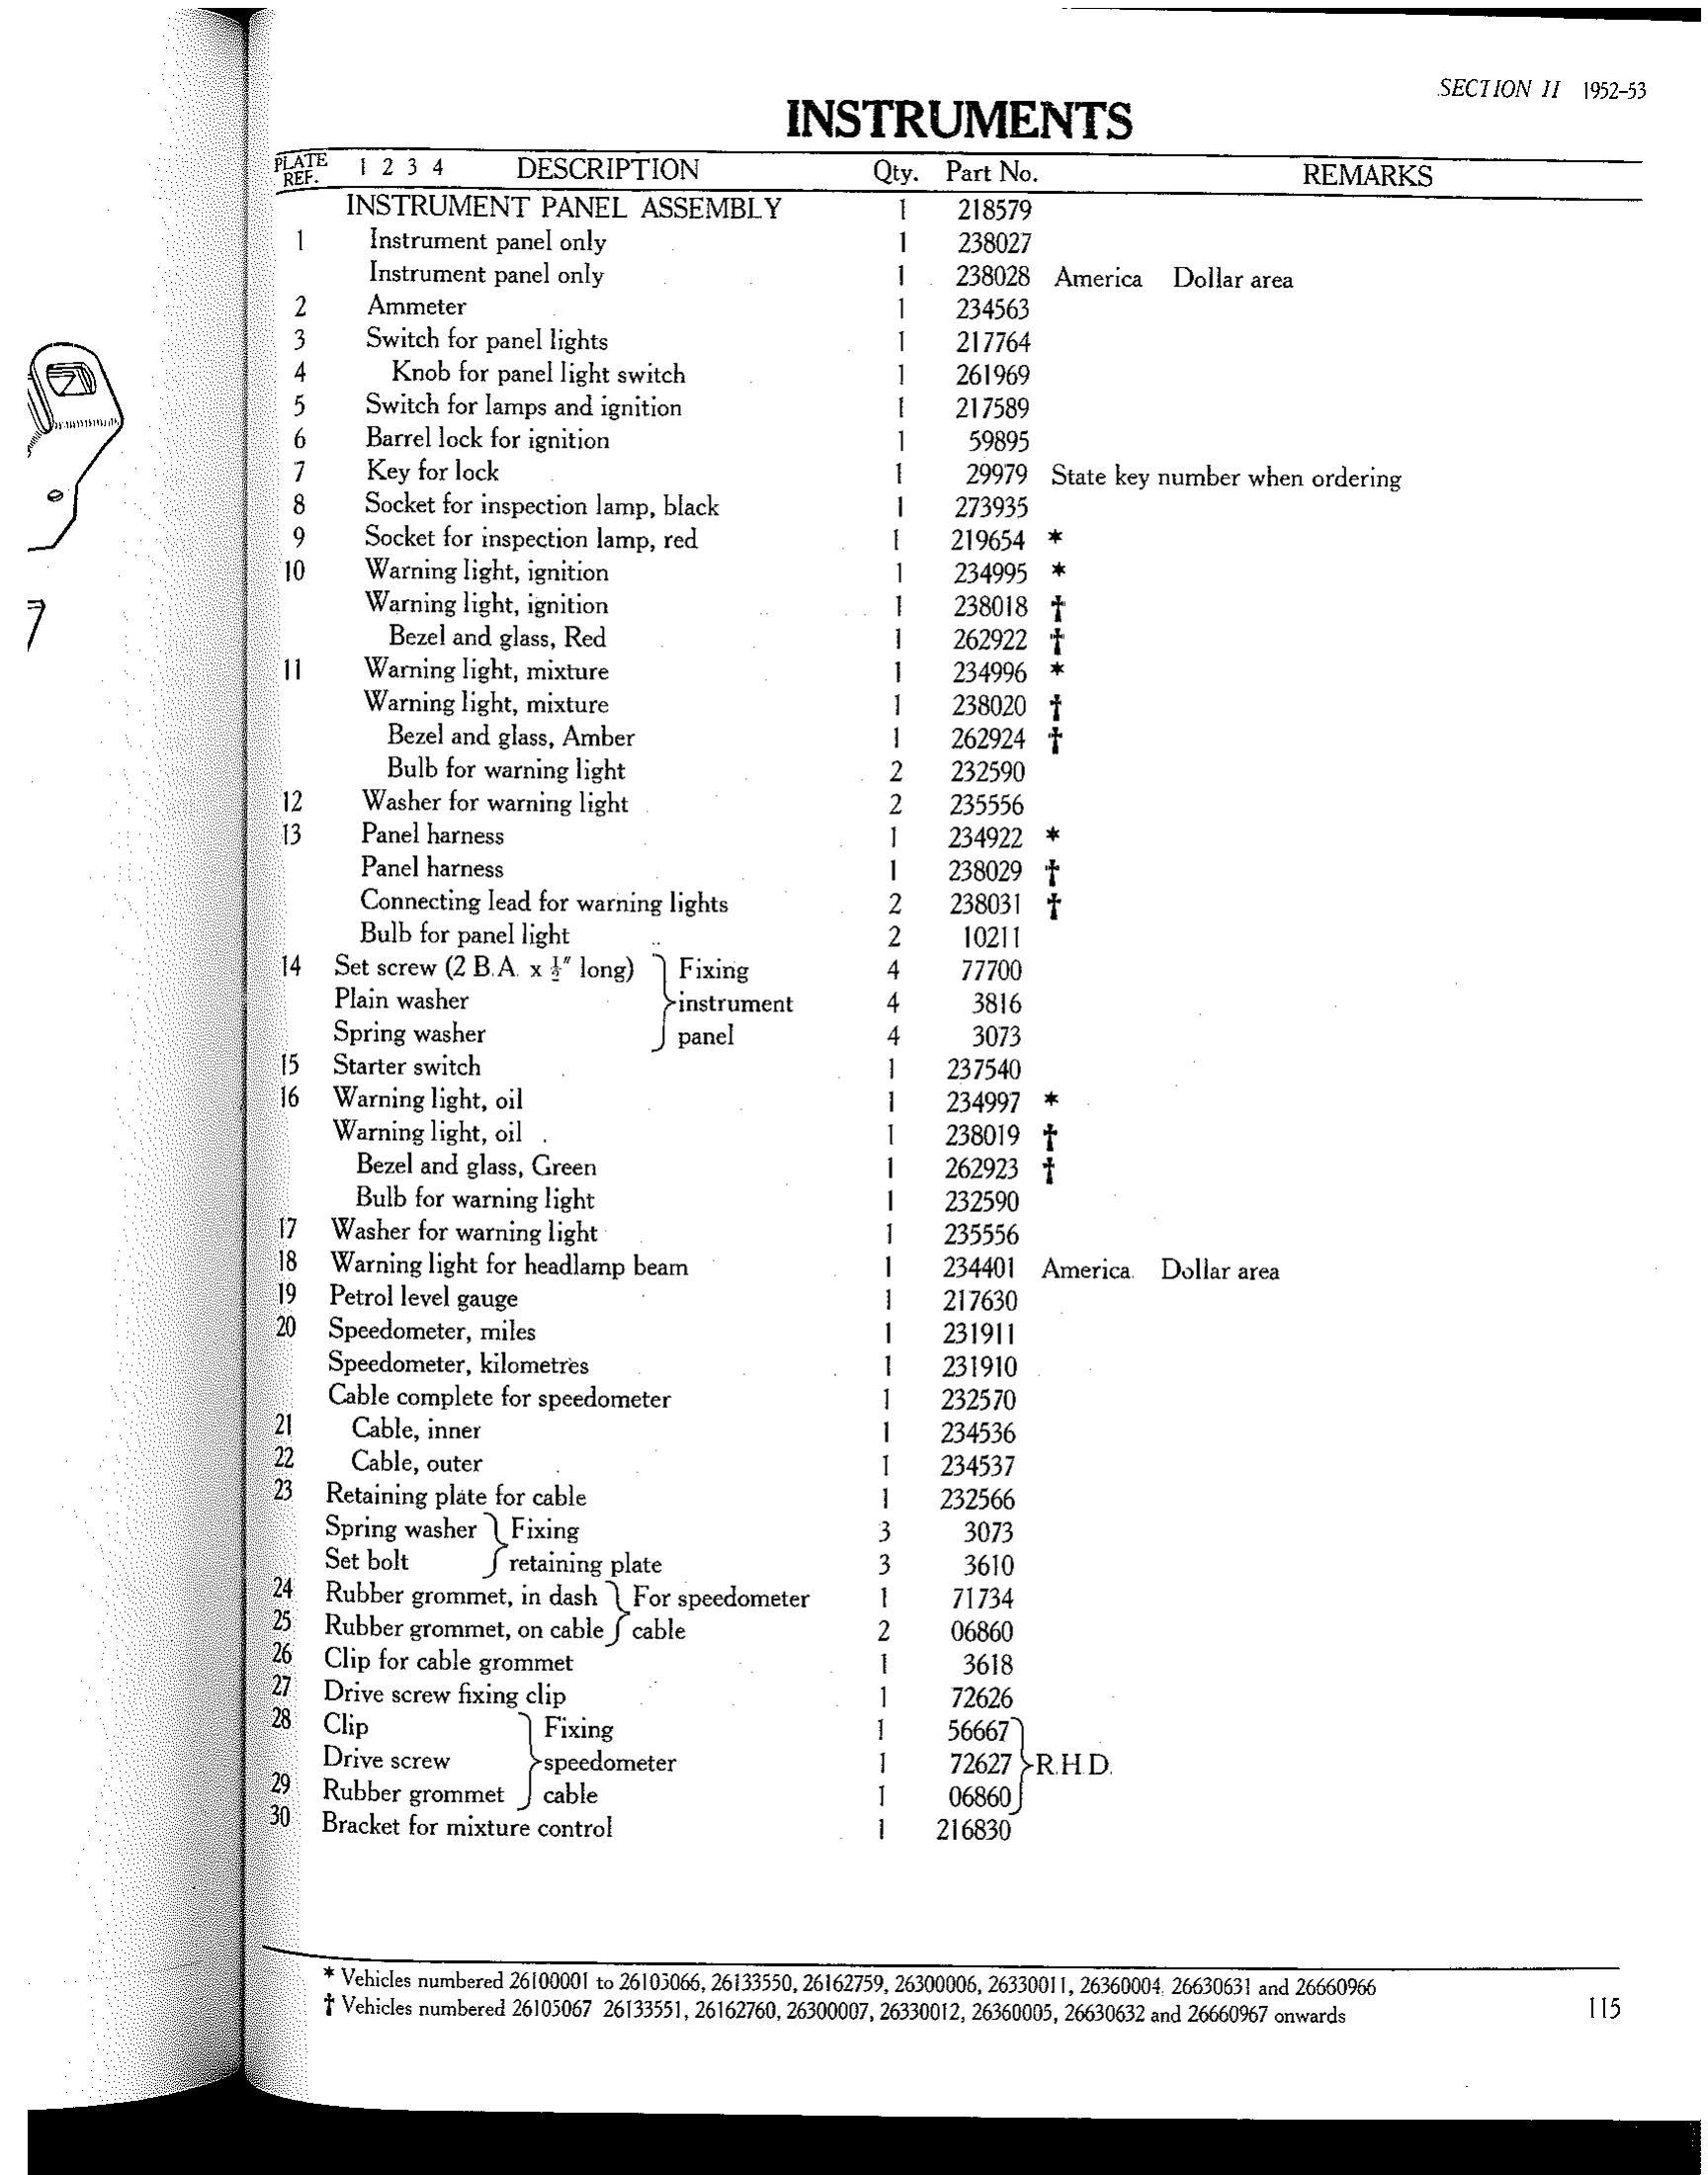 SECTION II 1952-53
INSTRUMENTS
PLATE REF. 1 2 3 4 DESCRIPTION Qty. Part No. REMARKS
INSTRUMENT PANEL ASSEMBLY 1 218579
1 Instrument panel only 1 238027
Instrument panel only 1 238028 America Dollar area
2 Ammeter 1 234563
3 Switch for panel lights 1 217764
4 Knob for panel light switch 1 261969
5 Switch for lamps and ignition 1 217589
6 Barrel lock for ignition 1 59895
7 Key for lock 1 29979 State key number when ordering
8 Socket for inspection lamp, black 1 273935
9 Socket for inspection lamp, red 1 219654 *
10 Warning light, ignition 1 234995 *
Warning light, ignition 1 238018 †
Bezel and glass, Red 1 262922 †
11 Warning light, mixture 1 234996 *
Warning light, mixture 1 238020 †
Bezel and glass, Amber 1 262924 †
Bulb for warning light 2 232590
12 Washer for warning light 2 235556
13 Panel harness 1 234922 *
Panel harness 1 238029 †
Connecting lead for warning lights 2 238031 †
Bulb for panel light 2 10211
14 Set screw (2 B.A. x ½″ long) Fixing 4 77700
Plain washer instrument 4 3816
Spring washer panel 4 3073
15 Starter switch 1 237540
16 Warning light, oil 1 234997 *
Warning light, oil 1 238019 †
Bezel and glass, Green 1 262923 †
Bulb for warning light 1 232590
17 Washer for warning light 1 235556
18 Warning light for headlamp beam 1 234401 America Dollar area
19 Petrol level gauge 1 217630
20 Speedometer, miles 1 231911
Speedometer, kilometres 1 231910
Cable complete for speedometer 1 232570
21 Cable, inner 1 234536
22 Cable, outer 1 234537
23 Retaining plate for cable 1 232566
Spring washer Fixing 3 3073
Set bolt retaining plate 3 3610
24 Rubber grommet, in dash For speedometer 1 71734
25 Rubber grommet, on cable cable 2 06860
26 Clip for cable grommet 1 3618
27 Drive screw fixing clip 1 72626
28 Clip Fixing 1 56667
Drive screw speedometer 1 72627 R.H.D.
29 Rubber grommet cable 1 06860
30 Bracket for mixture control 1 216830
* Vehicles numbered 26100001 to 26105066, 26133550, 26162759, 26300006, 26330011, 26360004. 26630631 and 26660966
† Vehicles numbered 26105067 26133551, 26162760, 26300007, 26330012, 26360005, 26630632 and 26660967 onwards
115
7